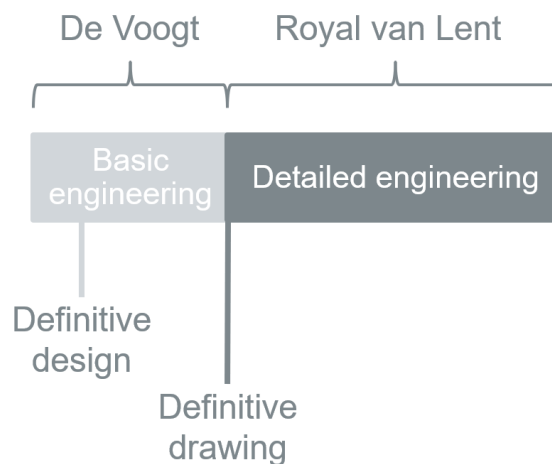 De Voogt
Royal van Lent
Basic
engineering
Detailed engineering
Definitive
design
Definitive
drawing